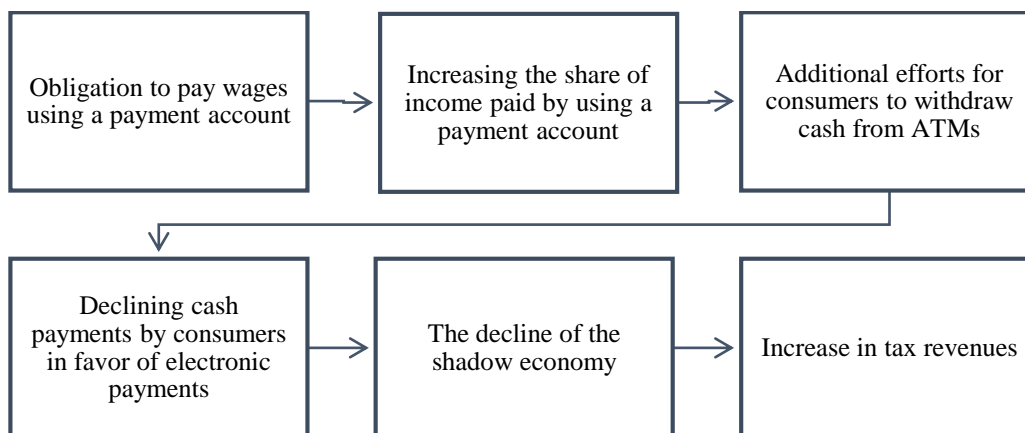 Obligation to pay wages
using a payment account
Increasing the share of
income paid by using a
payment account
Additional efforts for
consumers to withdraw
cash from ATMs
Declining cash
payments by consumers
in favor of electronic
payments
The decline of the
shadow economy
Increase in tax revenues